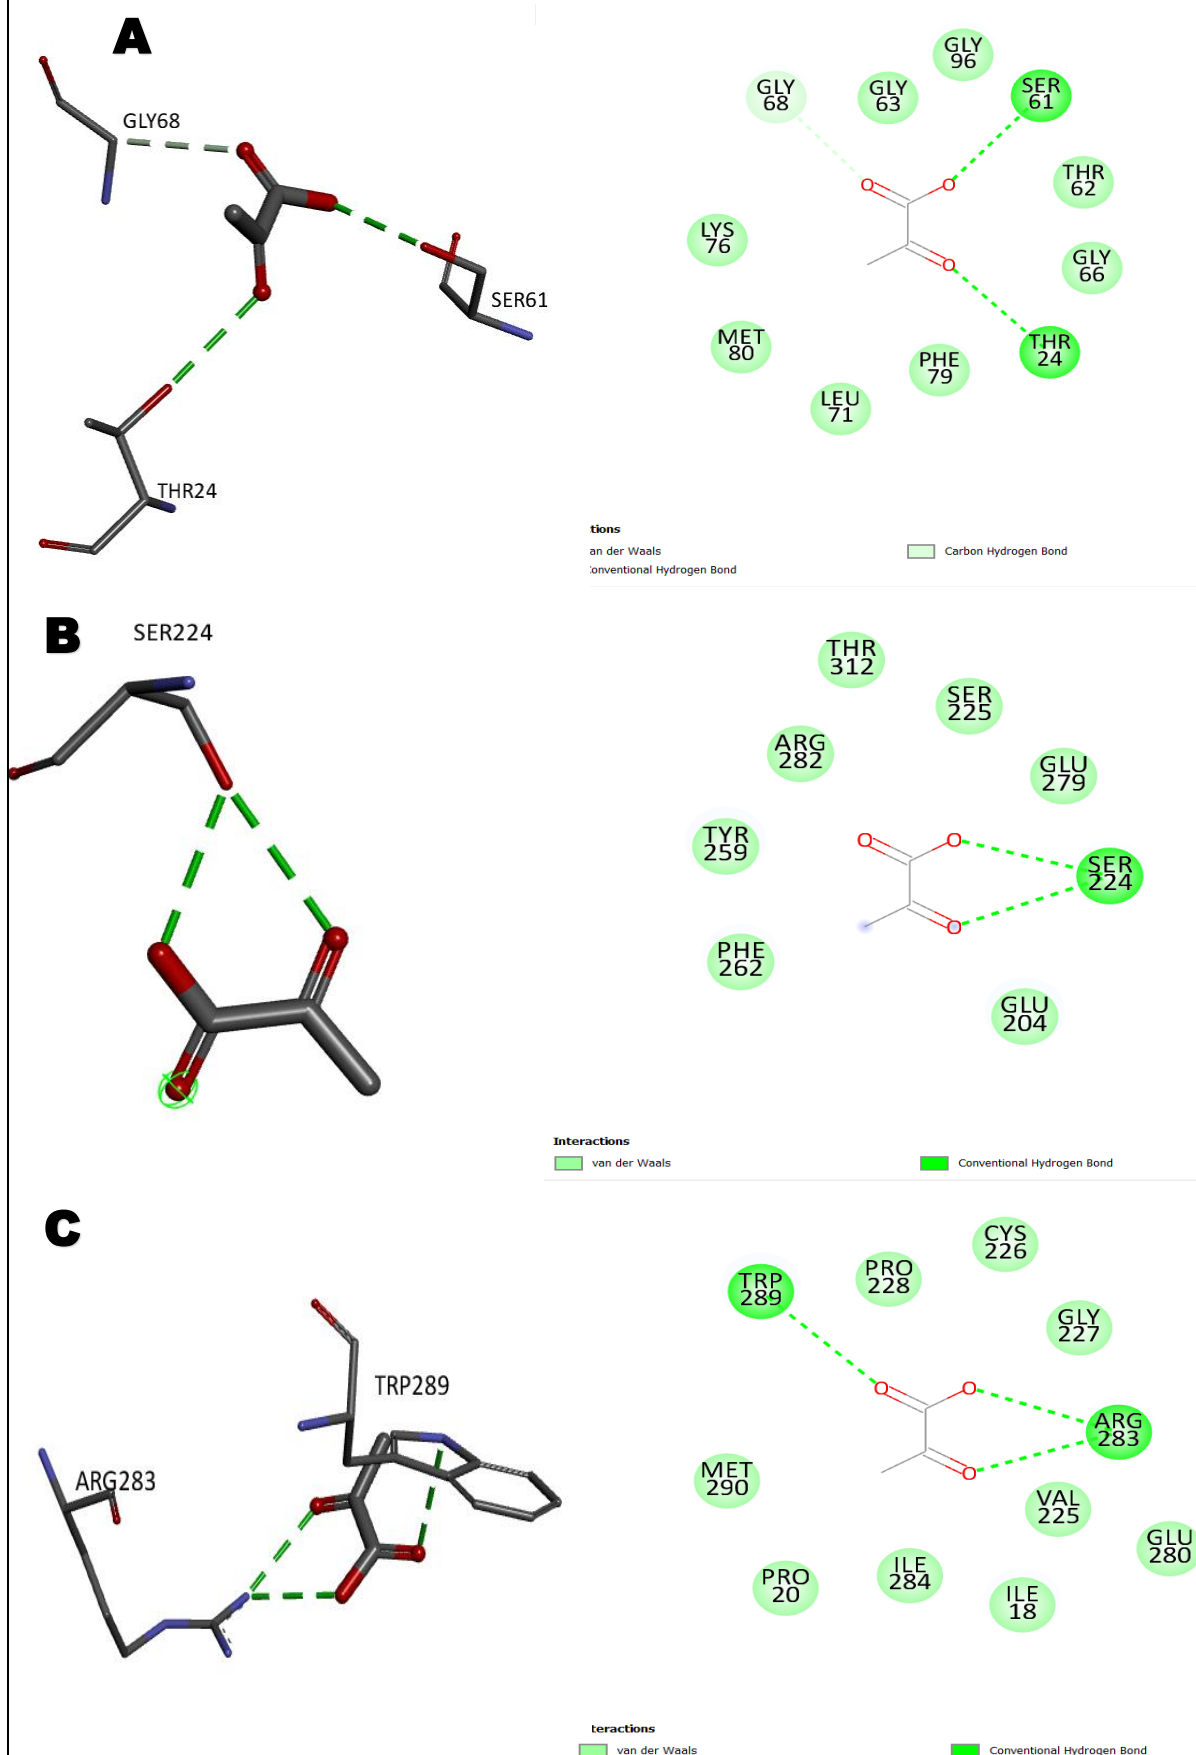 A
GLY68
SER61
THR24
GLY
96
GLY
68
GLY
63
SER
61
THR
62
LYS
76
GLY
66
MET
80
PHE
79
THR
24
LEU
71
O
O
O
tions
an der Waals
Carbon Hydrogen Bond
onventional Hydrogen Bond
B
SER224
THR
312
SER
225
ARG
282
GLU
279
TYR
259
O
O
SER
224
O
PHE
262
GLU
204
Interactions
van der Waals
Conventional Hydrogen Bond
C
TRP289
ARG283
CYS
226
PRO
228
TRP
289
GLY
227
O
O
ARG
283
O
MET
290
VAL
225
GLU
280
ILE
284
PRO
20
ILE
18
teractions
van der Waals
Conventional Hydrogen Bond